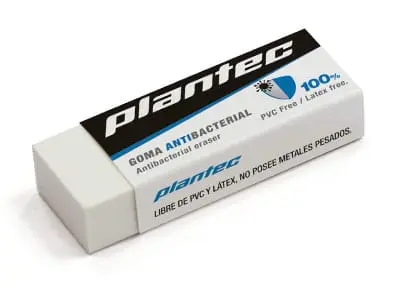 plantec
GOMA ANTIBACTERIAL
Antibacterial eraser
100%
PVC Free / Latex free.
plantec
LIBRE DE PVC Y LÁTEX, NO POSEE METALES PESADOS.